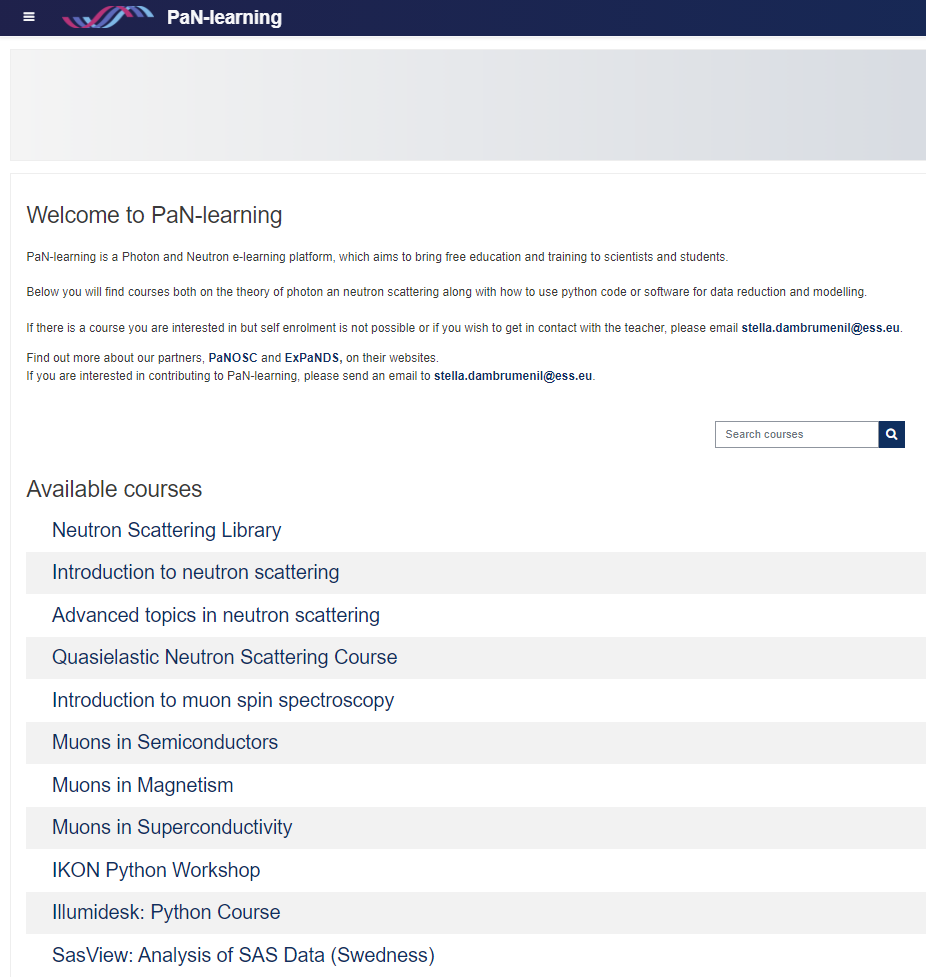 PaN-learning
Welcome to PaN-learning
PaN-learning is a Photon and Neutron e-learning platform, which aims to bring free education and training to scientists and students.
Below you will find courses both on the theory of photon an neutron scattering along with how to use python code or software for data reduction and modelling.
If there is a course you are interested in but self enrolment is not possible or if you wish to get in contact with the teacher, please email stella.dambrumenil@ess.eu.
Find out more about our partners, PaNOSC and ExPaNDS, on their websites.
If you are interested in contributing to PaN-learning, please send an email to stella.dambrumenil@ess.eu.
Search courses
Available courses
Neutron Scattering Library
Introduction to neutron scattering
Advanced topics in neutron scattering
Quasielastic Neutron Scattering Course
Introduction to muon spin spectroscopy
Muons in Semiconductors
Muons in Magnetism
Muons in Superconductivity
IKON Python Workshop
Illumidesk: Python Course
SasView: Analysis of SAS Data (Swedness)